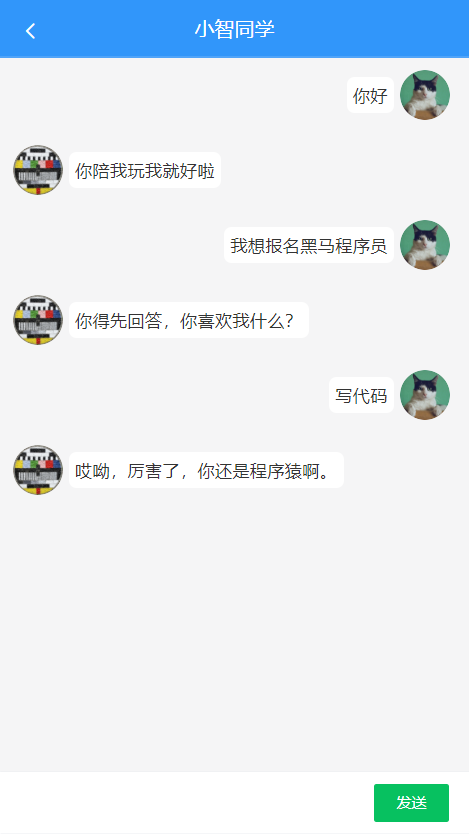 小智同学
你好
你陪我玩我就好啦
我想报名黑马程序员
你得先回答，你喜欢我什么？
写代码
哎呦，厉害了，你还是程序猿啊。
发送